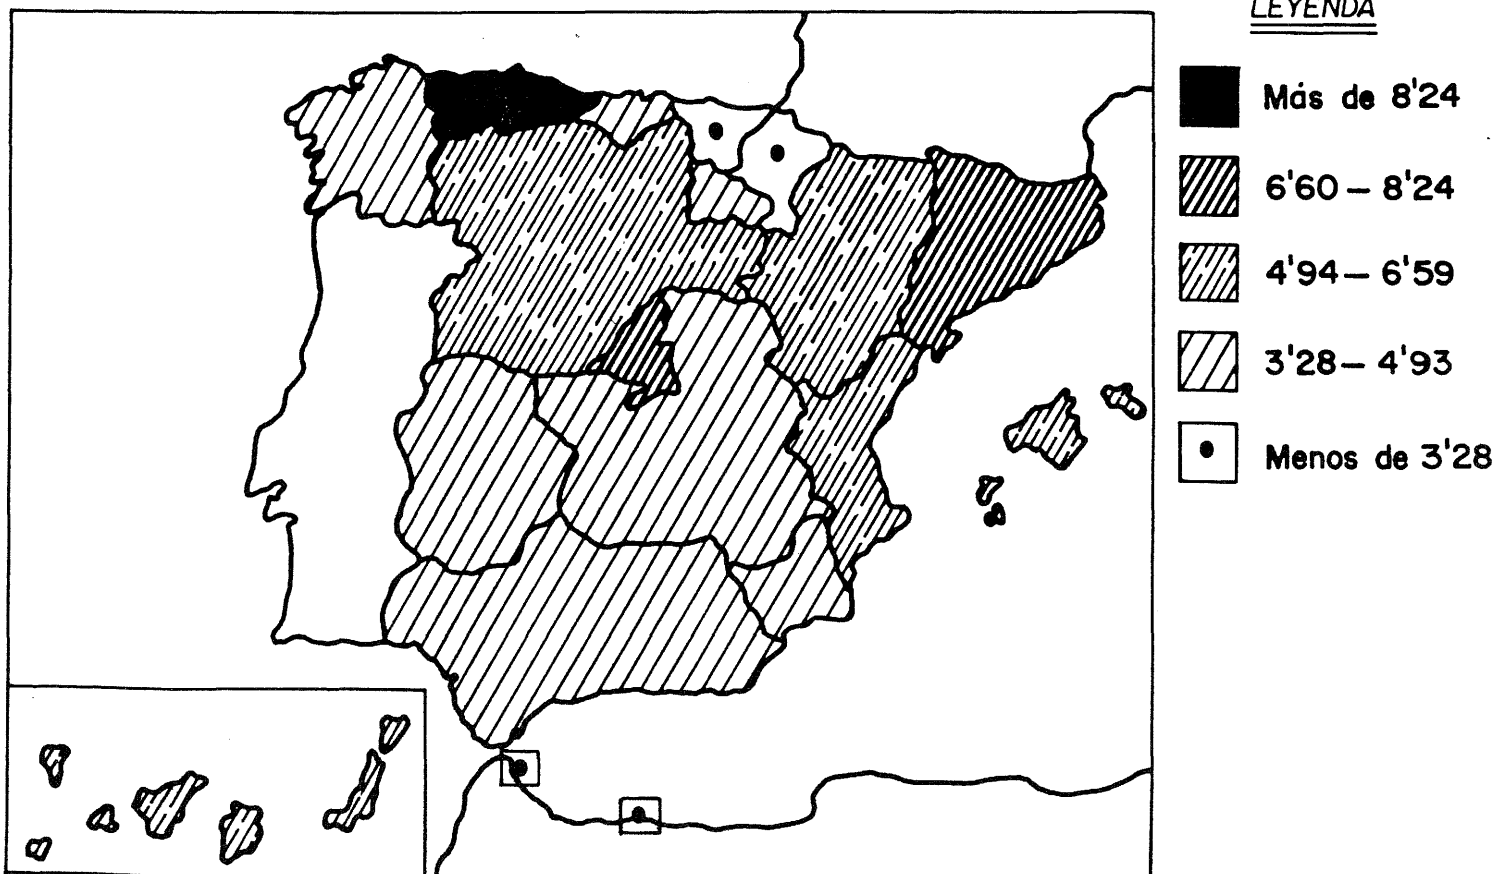 LEYENDA
Más de 8'24
6'60 – 8'24
4'94 – 6'59
3'28 – 4'93
Menos de 3'28